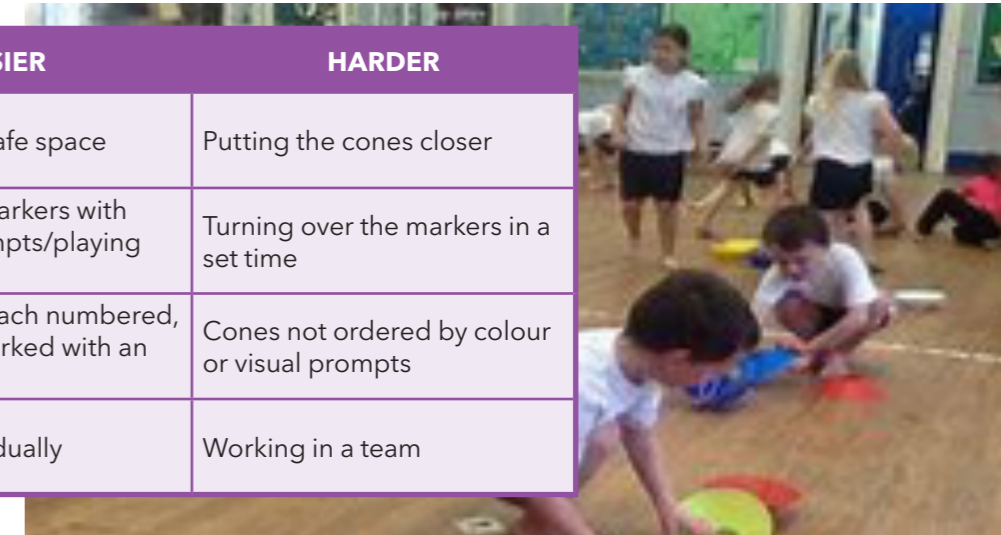 HARDER
afe space
Putting the cones closer
arkers with
mpts/playing
Turning over the markers in a
set time
ach numbered,
rked with an
Cones not ordered by colour
or visual prompts
dually
Working in a team